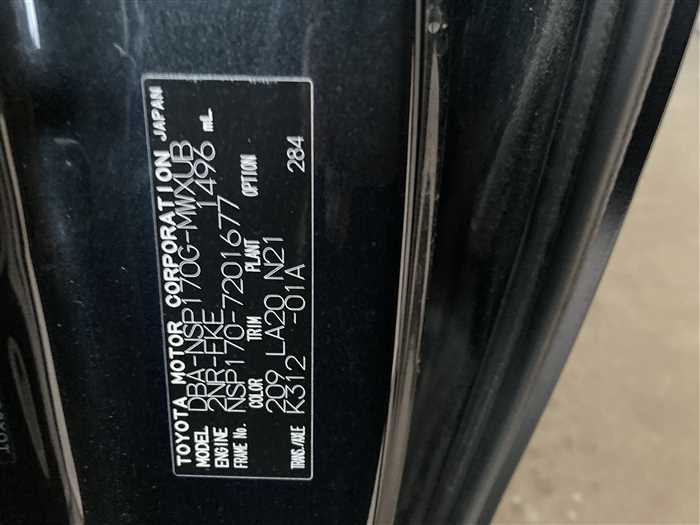 TOYOTA MOTOR CORPORATION JAPAN
MODEL DBA-NSP170G-MWXUB
ENGINE 2NR-FKE 1496 mL
FRAME No. NSP170-7201677
COLOR TRIM PLANT OPTION
209 LA20 N21 284
TRANS./AXLE K312 -01A